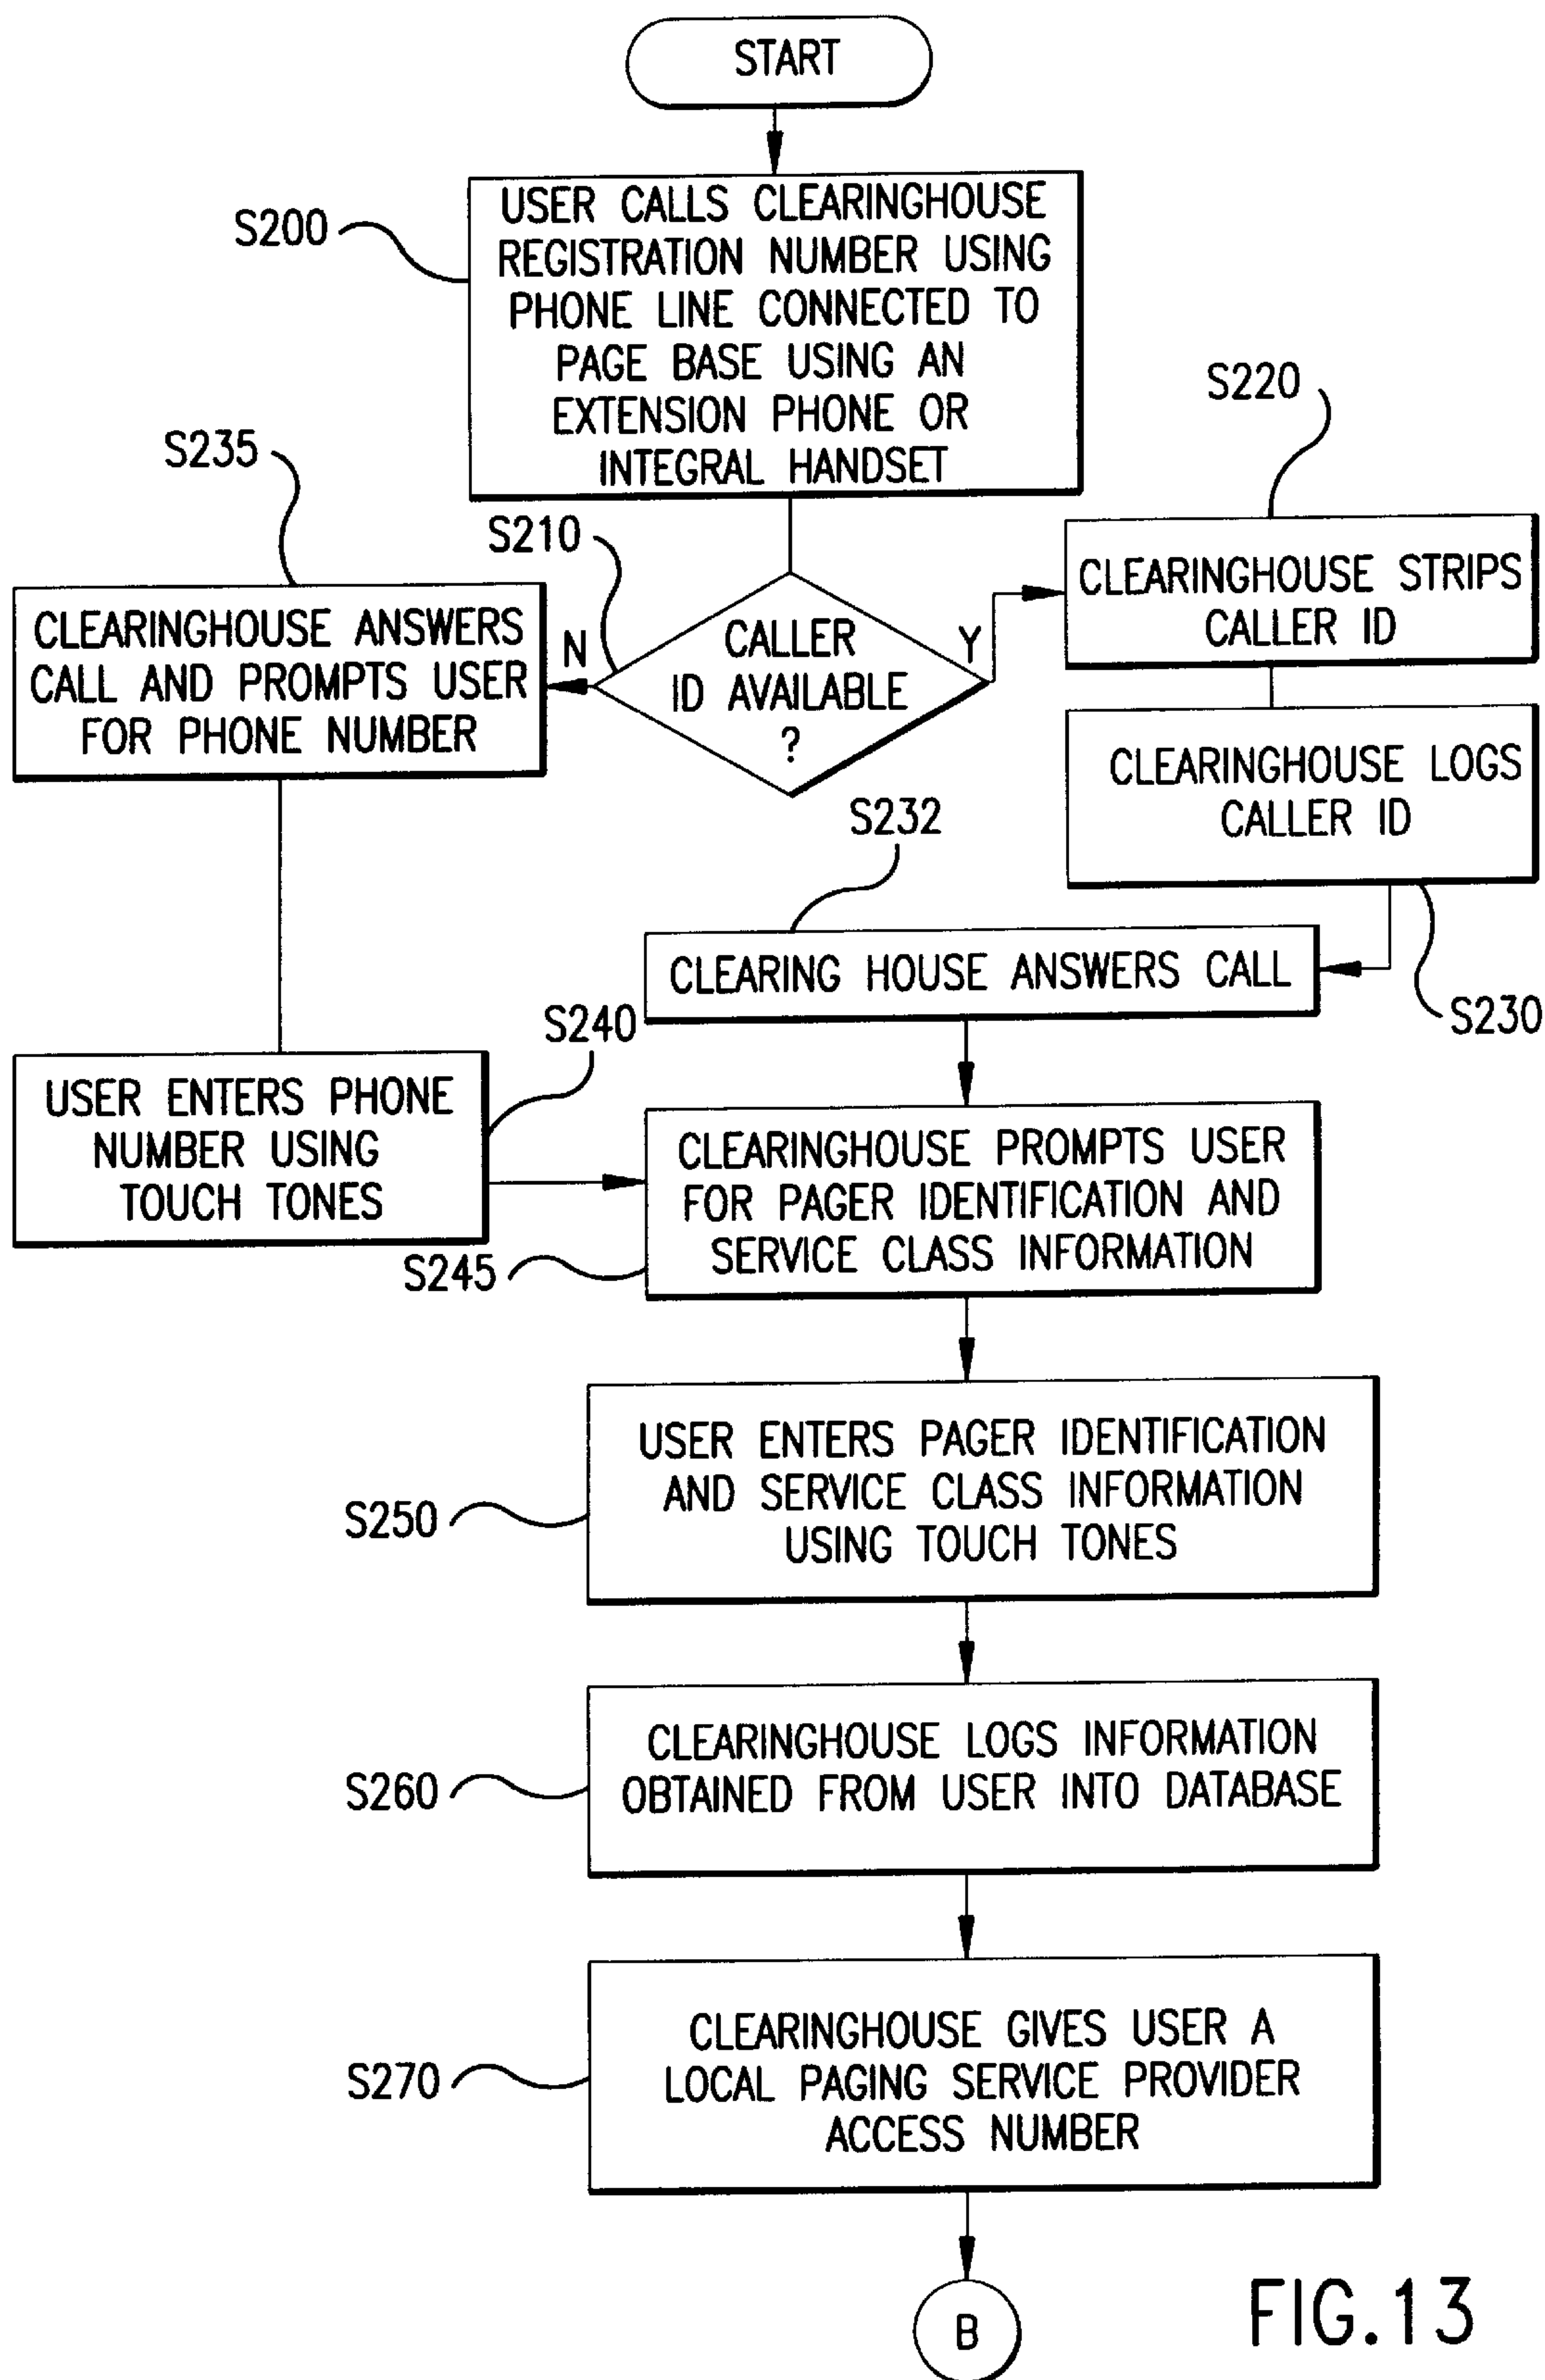 START
S200
USER CALLS CLEARINGHOUSE
REGISTRATION NUMBER USING
PHONE LINE CONNECTED TO
PAGE BASE USING AN
EXTENSION PHONE OR
INTEGRAL HANDSET
S220
S235
S210
CLEARINGHOUSE STRIPS
CALLER ID
CLEARINGHOUSE ANSWERS
CALL AND PROMPTS USER
FOR PHONE NUMBER
N
CALLER
ID AVAILABLE
?
Y
CLEARINGHOUSE LOGS
CALLER ID
S232
CLEARING HOUSE ANSWERS CALL
S230
S240
USER ENTERS PHONE
NUMBER USING
TOUCH TONES
CLEARINGHOUSE PROMPTS USER
FOR PAGER IDENTIFICATION AND
SERVICE CLASS INFORMATION
S245
USER ENTERS PAGER IDENTIFICATION
AND SERVICE CLASS INFORMATION
USING TOUCH TONES
S250
CLEARINGHOUSE LOGS INFORMATION
OBTAINED FROM USER INTO DATABASE
S260
CLEARINGHOUSE GIVES USER A
LOCAL PAGING SERVICE PROVIDER
ACCESS NUMBER
S270
B
FIG.13